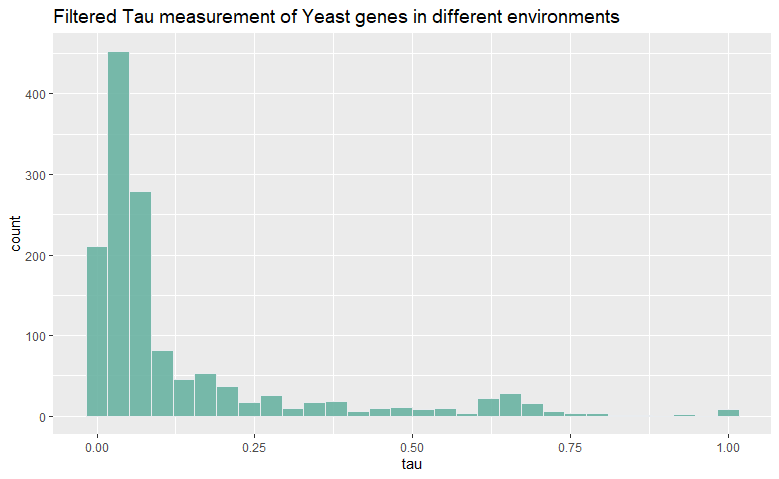 Filtered Tau measurement of Yeast genes in different environments
count
400
300
200
100
0
0.00 0.25 0.50 0.75 1.00
tau